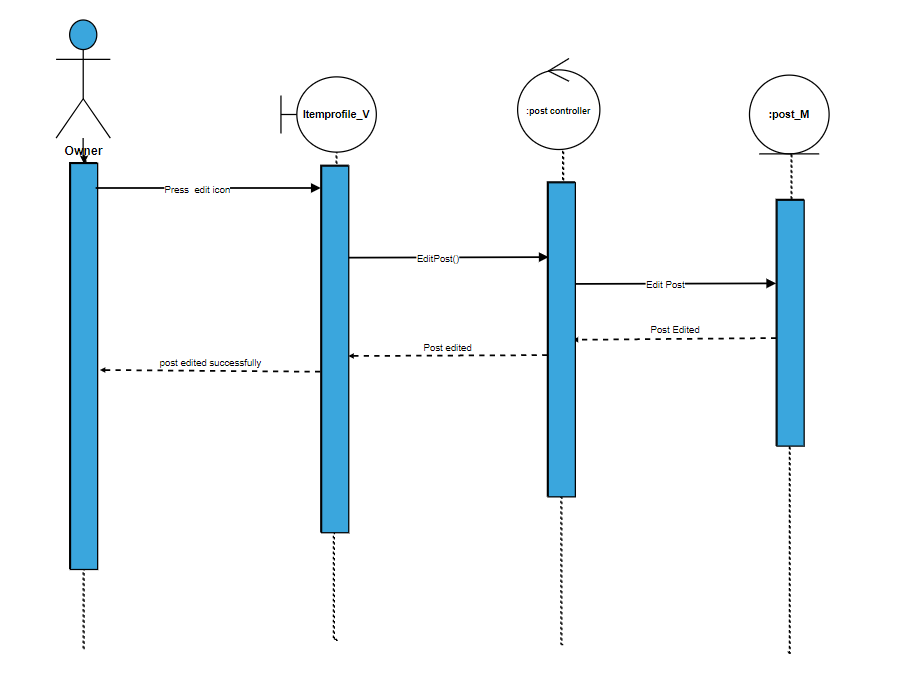 Owner
Itemprofile_V
:post controller
:post_M
Press edit icon
EditPost()
Edit Post
Post Edited
Post edited
post edited successfully